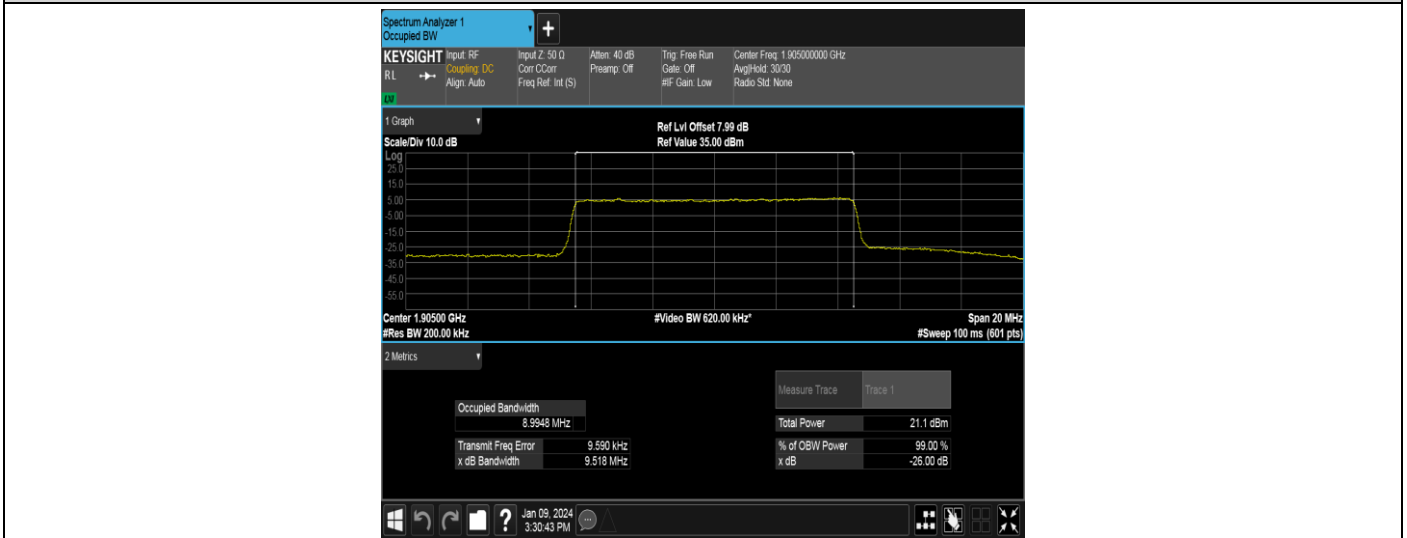 Spectrum Analyzer 1
Occupied BW
+
KEYSIGHT Input: RF Input Z: 50 Ω Atten: 40 dB Trig: Free Run Center Freq: 1.905000000 GHz
Coupling: DC Corr CCorr Preamp: Off Gate: Off Avg|Hold: 30/30
RL Align: Auto Freq Ref: Int (S) #IF Gain: Low Radio Std: None
1 Graph
Ref Lvl Offset 7.99 dB
Scale/Div 10.0 dB Ref Value 35.00 dBm
Log
25.0
15.0
5.00
-5.00
-15.0
-25.0
-35.0
-45.0
-55.0
Center 1.90500 GHz #Video BW 620.00 kHz* Span 20 MHz
#Res BW 200.00 kHz #Sweep 100 ms (601 pts)
2 Metrics
Measure Trace Trace 1
Occupied Bandwidth
8.9948 MHz Total Power 21.1 dBm
Transmit Freq Error 9.590 kHz % of OBW Power 99.00 %
x dB Bandwidth 9.518 MHz x dB -26.00 dB
? Jan 09, 2024
3:30:43 PM